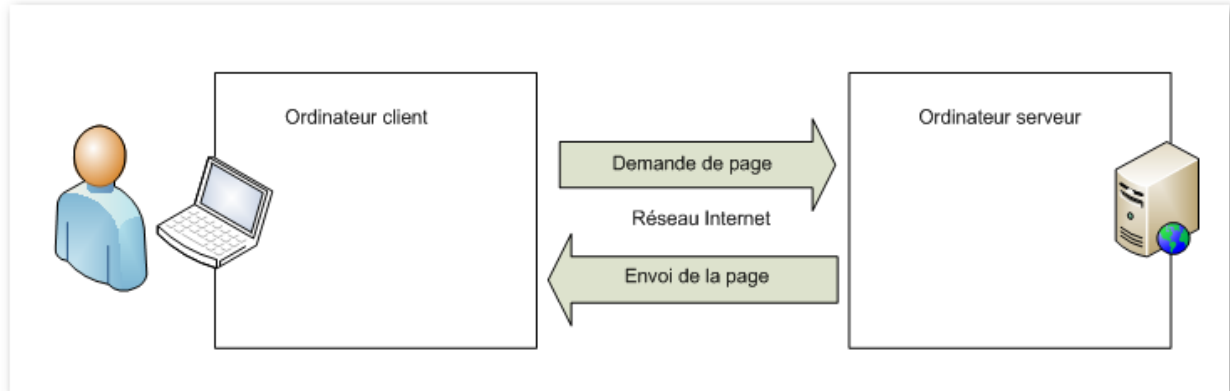 Ordinateur client
Ordinateur serveur
Demande de page
Réseau Internet
Envoi de la page